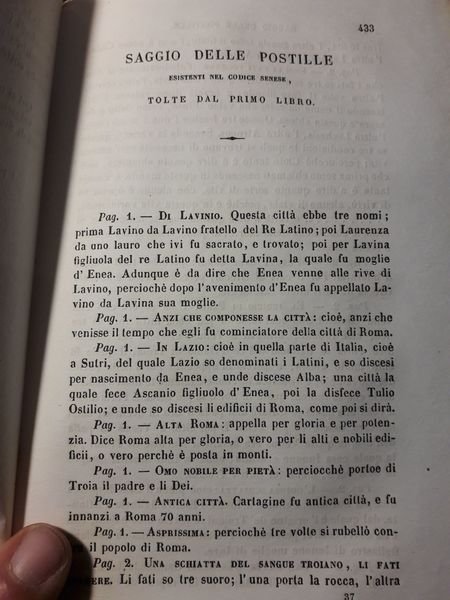 433
SAGGIO DELLE POSTILLE
ESISTENTI NEL CODICE SENESE,
TOLTE DAL PRIMO LIBRO.
Pag. 1. — DI LAVINIO. Questa città ebbe tre nomi;
prima Lavino da Lavino fratello del Re Latino; poi Laurenza
da uno lauro che ivi fu sacrato, e trovato; poi per Lavina
figliuola del re Latino fu detta Lavina, la quale fu moglie
d'Enea. Adunque è da dire che Enea venne alle rive di
Lavino, perciochè dopo l'avenimento d'Enea fu appellato La-
vino da Lavina sua moglie.
Pag. 1. — ANZI CHE COMPONESSE LA CITTÀ: cioè, anzi che
venisse il tempo che egli fu cominciatore della città di Roma.
Pag. 1. — IN LAZIO: cioè in quella parte di Italia, cioè
a Sutri, del quale Lazio so denominati i Latini, e so discesi
per nascimento da Enea, e unde discese Alba; una città la
quale fece Ascanio figliuolo d'Enea, poi la disfece Tulio
Ostilio; e unde so discesi li edificii di Roma, come poi si dirà.
Pag. 1. — ALTA ROMA: appella per gloria e per poten-
zia. Dice Roma alta per gloria, o vero per li alti e nobili edi-
ficii, o vero perchè è posta in monti.
Pag. 1. — OMO NOBILE PER PIETÀ: perciocchè portoe di
Troia il padre e li Dei.
Pag. 1. — ANTICA CITTÀ. Cartagine fu antica città, e fu
innanzi a Roma 70 anni.
Pag. 1. — ASPRISSIMA: perciochè tre volte si rubellò con-
tra il popolo di Roma.
Pag. 2. UNA SCHIATTA DEL SANGUE TROIANO, LI FATI
Li fati so tre suoro; l'una porta la rocca, l'altra
37